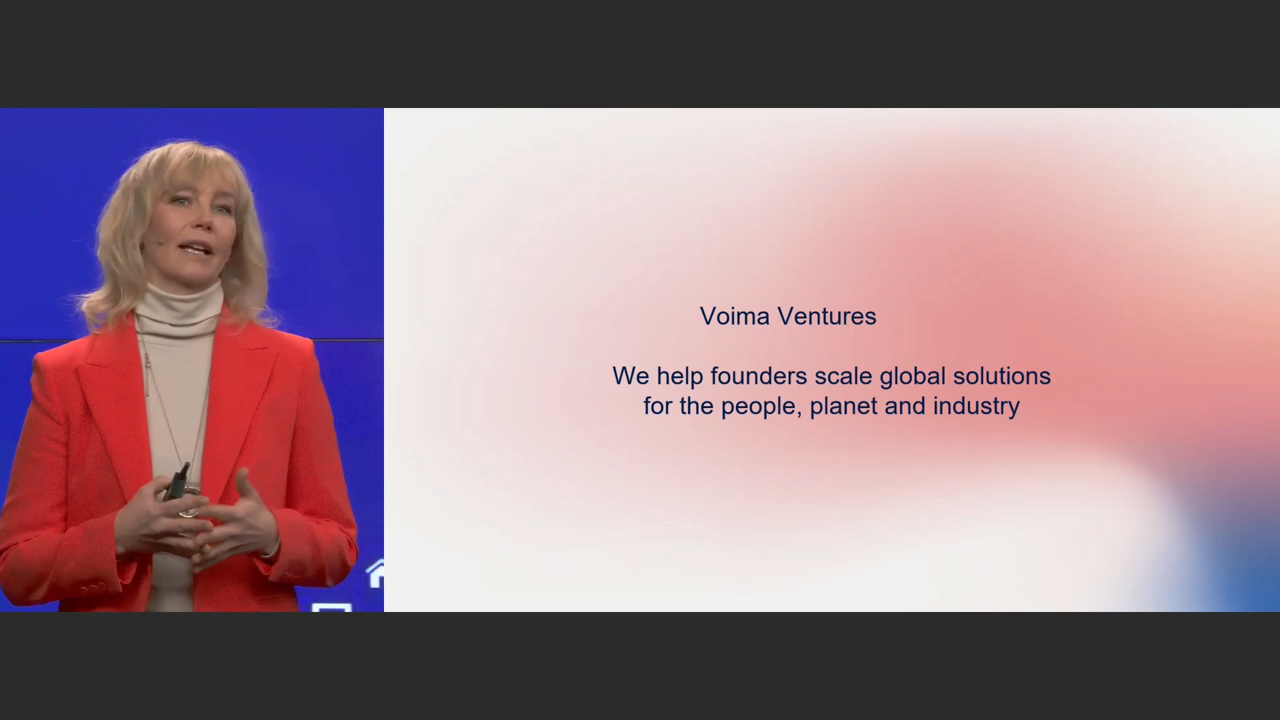 Voima Ventures
We help founders scale global solutions
for the people, planet and industry